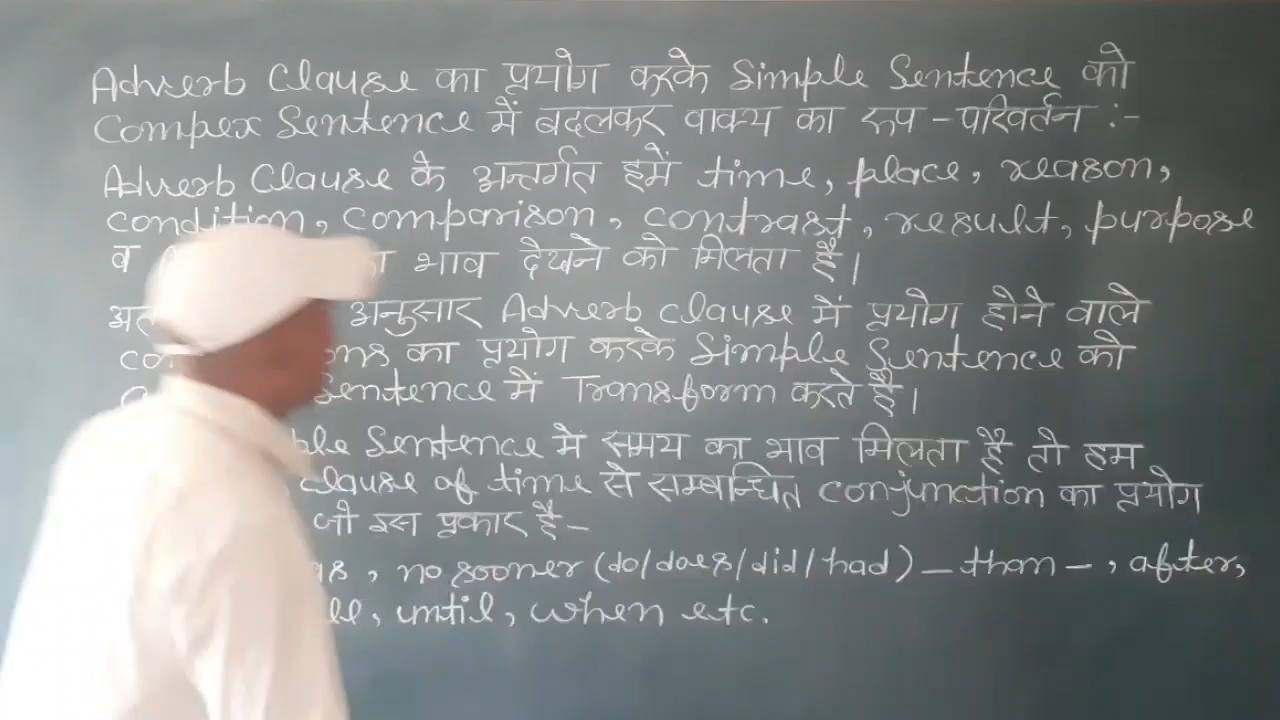 Adverb Clause का प्रयोग करके Simple Sentence को
Compex Sentence में बदलकर वाक्य का रूप - परिवर्तन :-
Adverb Clause के अन्तर्गत हमें time, place, reason,
condition, comparison, contrast, result, purpose
व भाव देखने को मिलता है।
अनुसार Adverb clause में प्रयोग होने वाले
का प्रयोग करके Simple Sentence को
Sentence में Transform करते हैं।
Sentence में समय का भाव मिलता है तो हम
clause of time से सम्बन्धित conjunction का प्रयोग
जो इस प्रकार है-
, no sooner (do/does/did/had) — than - , after,
, until, when etc.